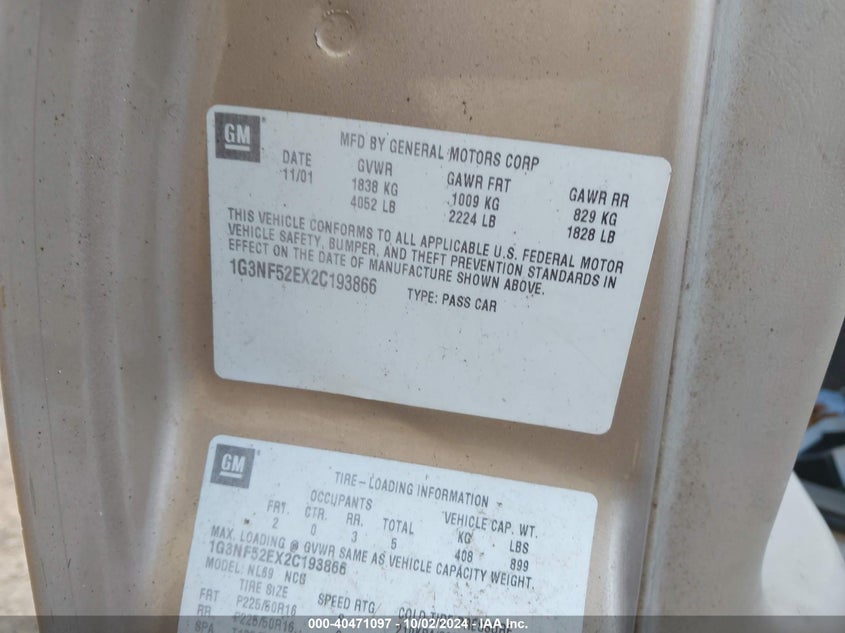 GM
MFD BY GENERAL MOTORS CORP
DATE GVWR GAWR FRT GAWR RR
11/01 1838 KG 1009 KG 829 KG
4052 LB 2224 LB 1828 LB
THIS VEHICLE CONFORMS TO ALL APPLICABLE U.S. FEDERAL MOTOR
VEHICLE SAFETY, BUMPER, AND THEFT PREVENTION STANDARDS IN
EFFECT ON THE DATE OF MANUFACTURE SHOWN ABOVE.
1G3NF52EX2C193866 TYPE: PASS CAR
GM
TIRE-LOADING INFORMATION
OCCUPANTS VEHICLE CAP. WT.
FRT. CTR. RR. TOTAL KG LBS
2 0 3 5 408 899
MAX. LOADING @ GVWR SAME AS VEHICLE CAPACITY WEIGHT.
1G3NF52EX2C193866
MODEL: NL69
TIRE SIZE SPEED RTG COLD TIRE
FRT P225/50R16
RR P225/50R16
SPA
000-40471097 - 10/02/2024 - IAA, Inc.